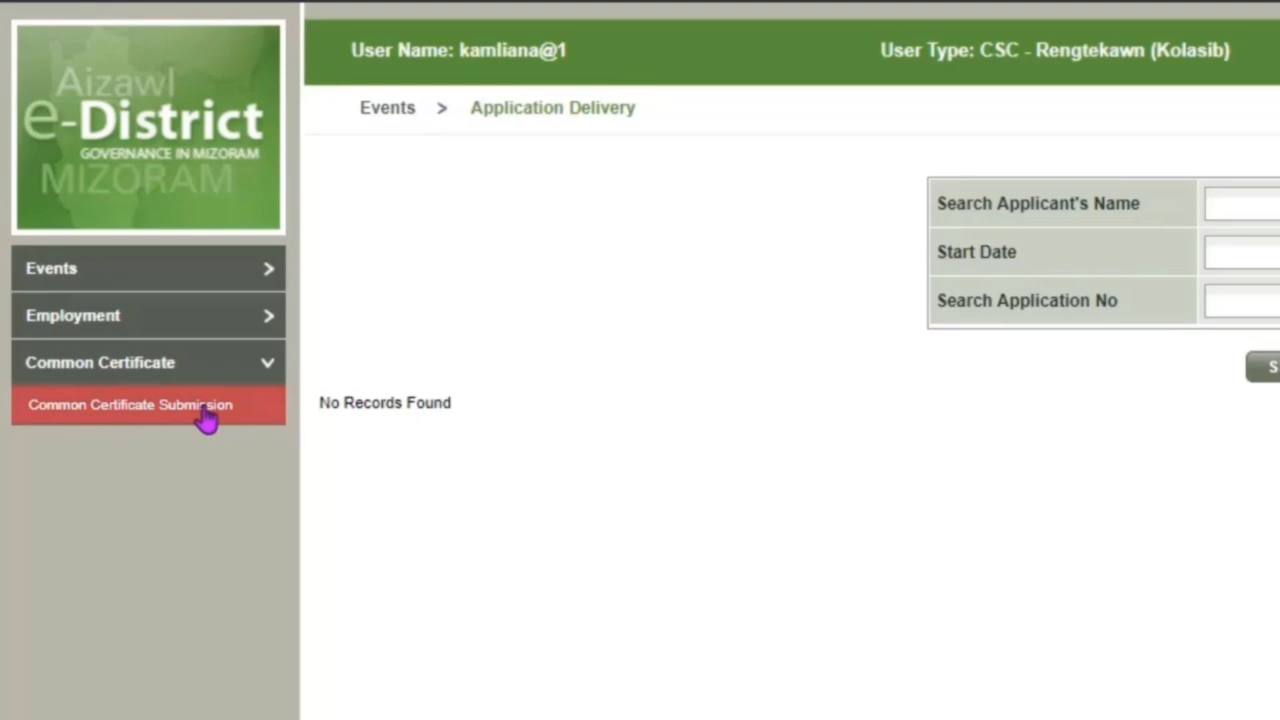 Aizawl
e-District
GOVERNANCE IN MIZORAM
MIZORAM
User Name: kamliana@1
User Type: CSC - Rengtekawn (Kolasib)
Events > Application Delivery
Events
Employment
Common Certificate
Common Certificate Submission
Search Applicant's Name
Start Date
Search Application No
S
No Records Found